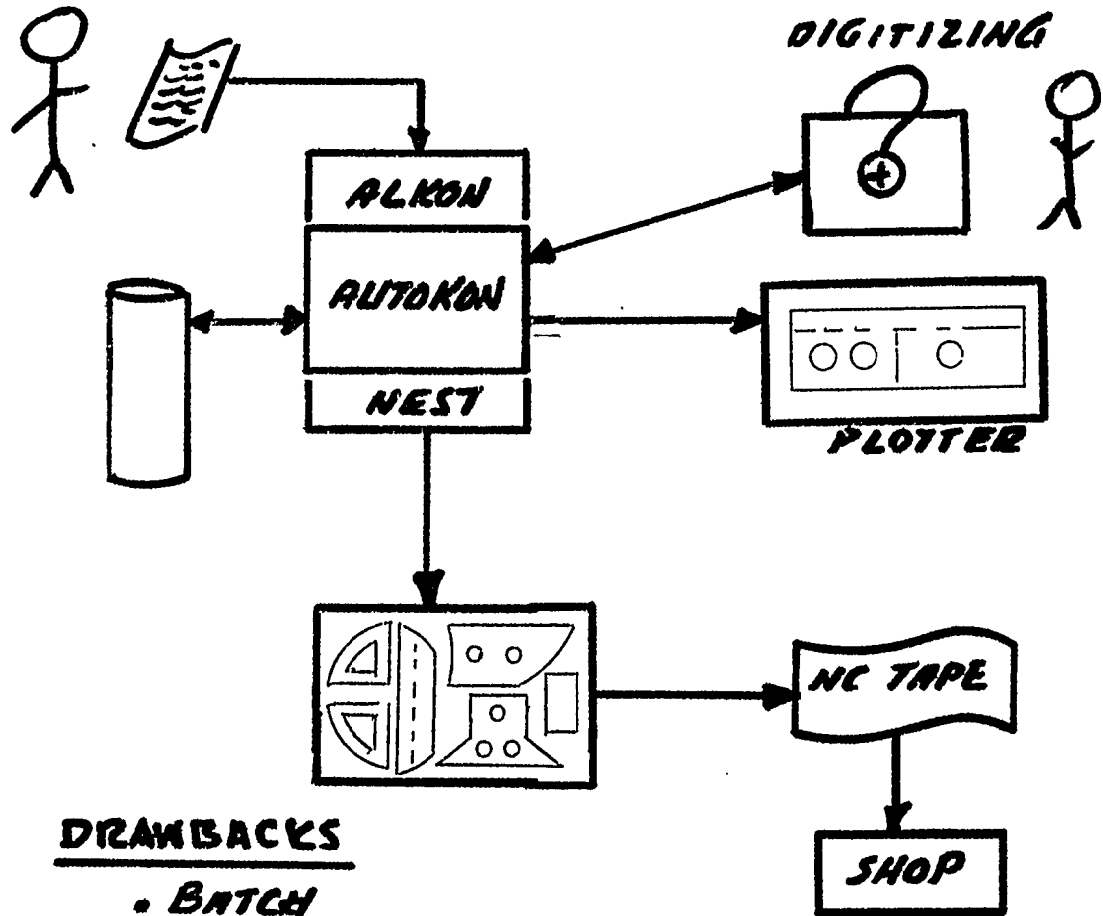 DIGITIZING
ALKON
AUTOKON
NEST
PLOTTER
NC TAPE
SHOP
DRAWBACKS
. BATCH